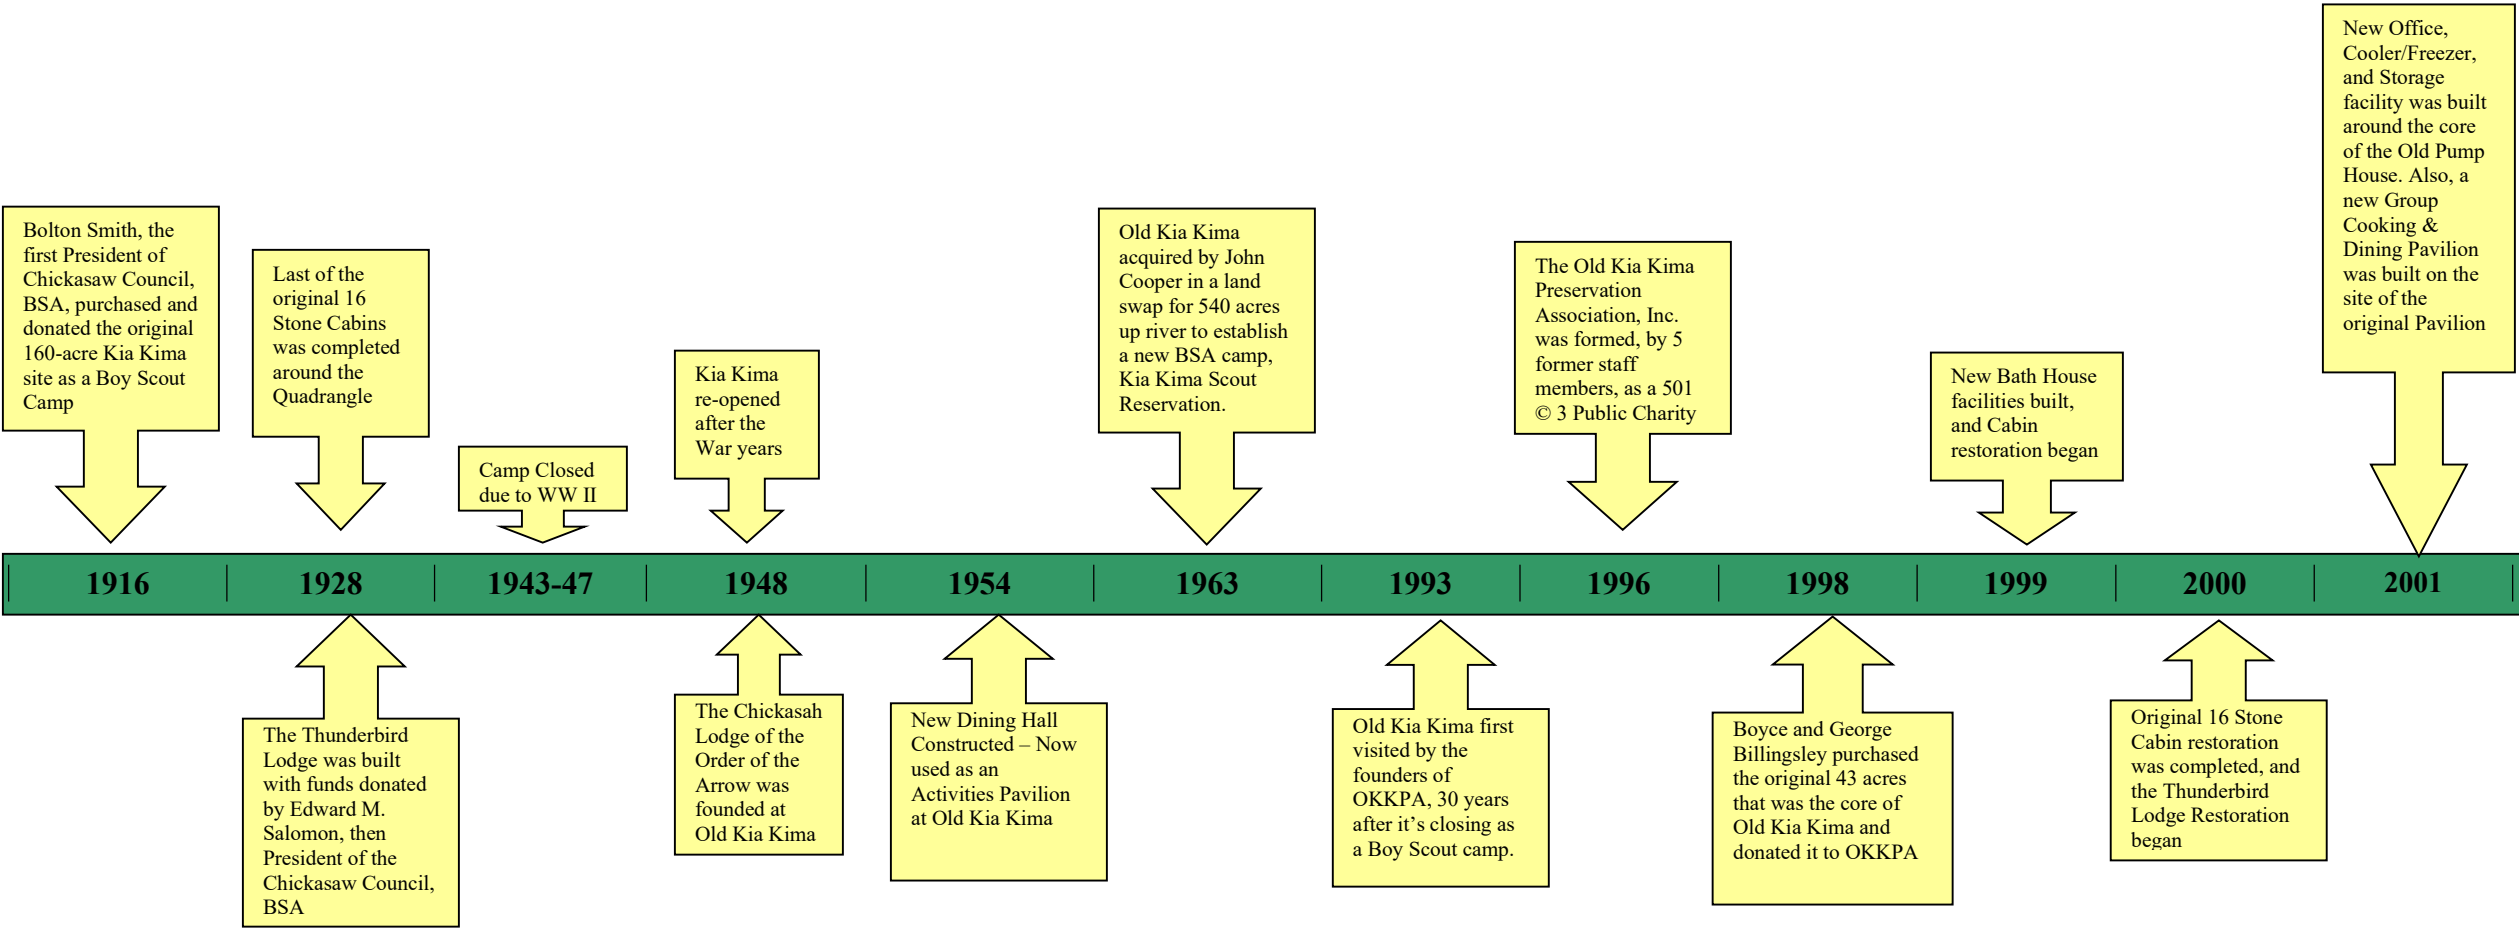 New Office,
Cooler/Freezer,
and Storage
facility was built
around the core
of the Old Pump
House. Also, a
new Group
Cooking &
Dining Pavilion
was built on the
site of the
original Pavilion
Bolton Smith, the
first President of
Chickasaw Council,
BSA, purchased and
donated the original
160-acre Kia Kima
site as a Boy Scout
Camp
Last of the
original 16
Stone Cabins
was completed
around the
Quadrangle
Camp Closed
due to WW II
Kia Kima
re-opened
after the
War years
Old Kia Kima
acquired by John
Cooper in a land
swap for 540 acres
up river to establish
a new BSA camp,
Kia Kima Scout
Reservation.
The Old Kia Kima
Preservation
Association, Inc.
was formed, by 5
former staff
members, as a 501
© 3 Public Charity
New Bath House
facilities built,
and Cabin
restoration began
1916 1928 1943-47 1948 1954 1963 1993 1996 1998 1999 2000 2001
The Thunderbird
Lodge was built
with funds donated
by Edward M.
Salomon, then
President of the
Chickasaw Council,
BSA
The Chickasah
Lodge of the
Order of the
Arrow was
founded at
Old Kia Kima
New Dining Hall
Constructed – Now
used as an
Activities Pavilion
at Old Kia Kima
Old Kia Kima first
visited by the
founders of
OKKPA, 30 years
after it’s closing as
a Boy Scout camp.
Boyce and George
Billingsley purchased
the original 43 acres
that was the core of
Old Kia Kima and
donated it to OKKPA
Original 16 Stone
Cabin restoration
was completed, and
the Thunderbird
Lodge Restoration
began